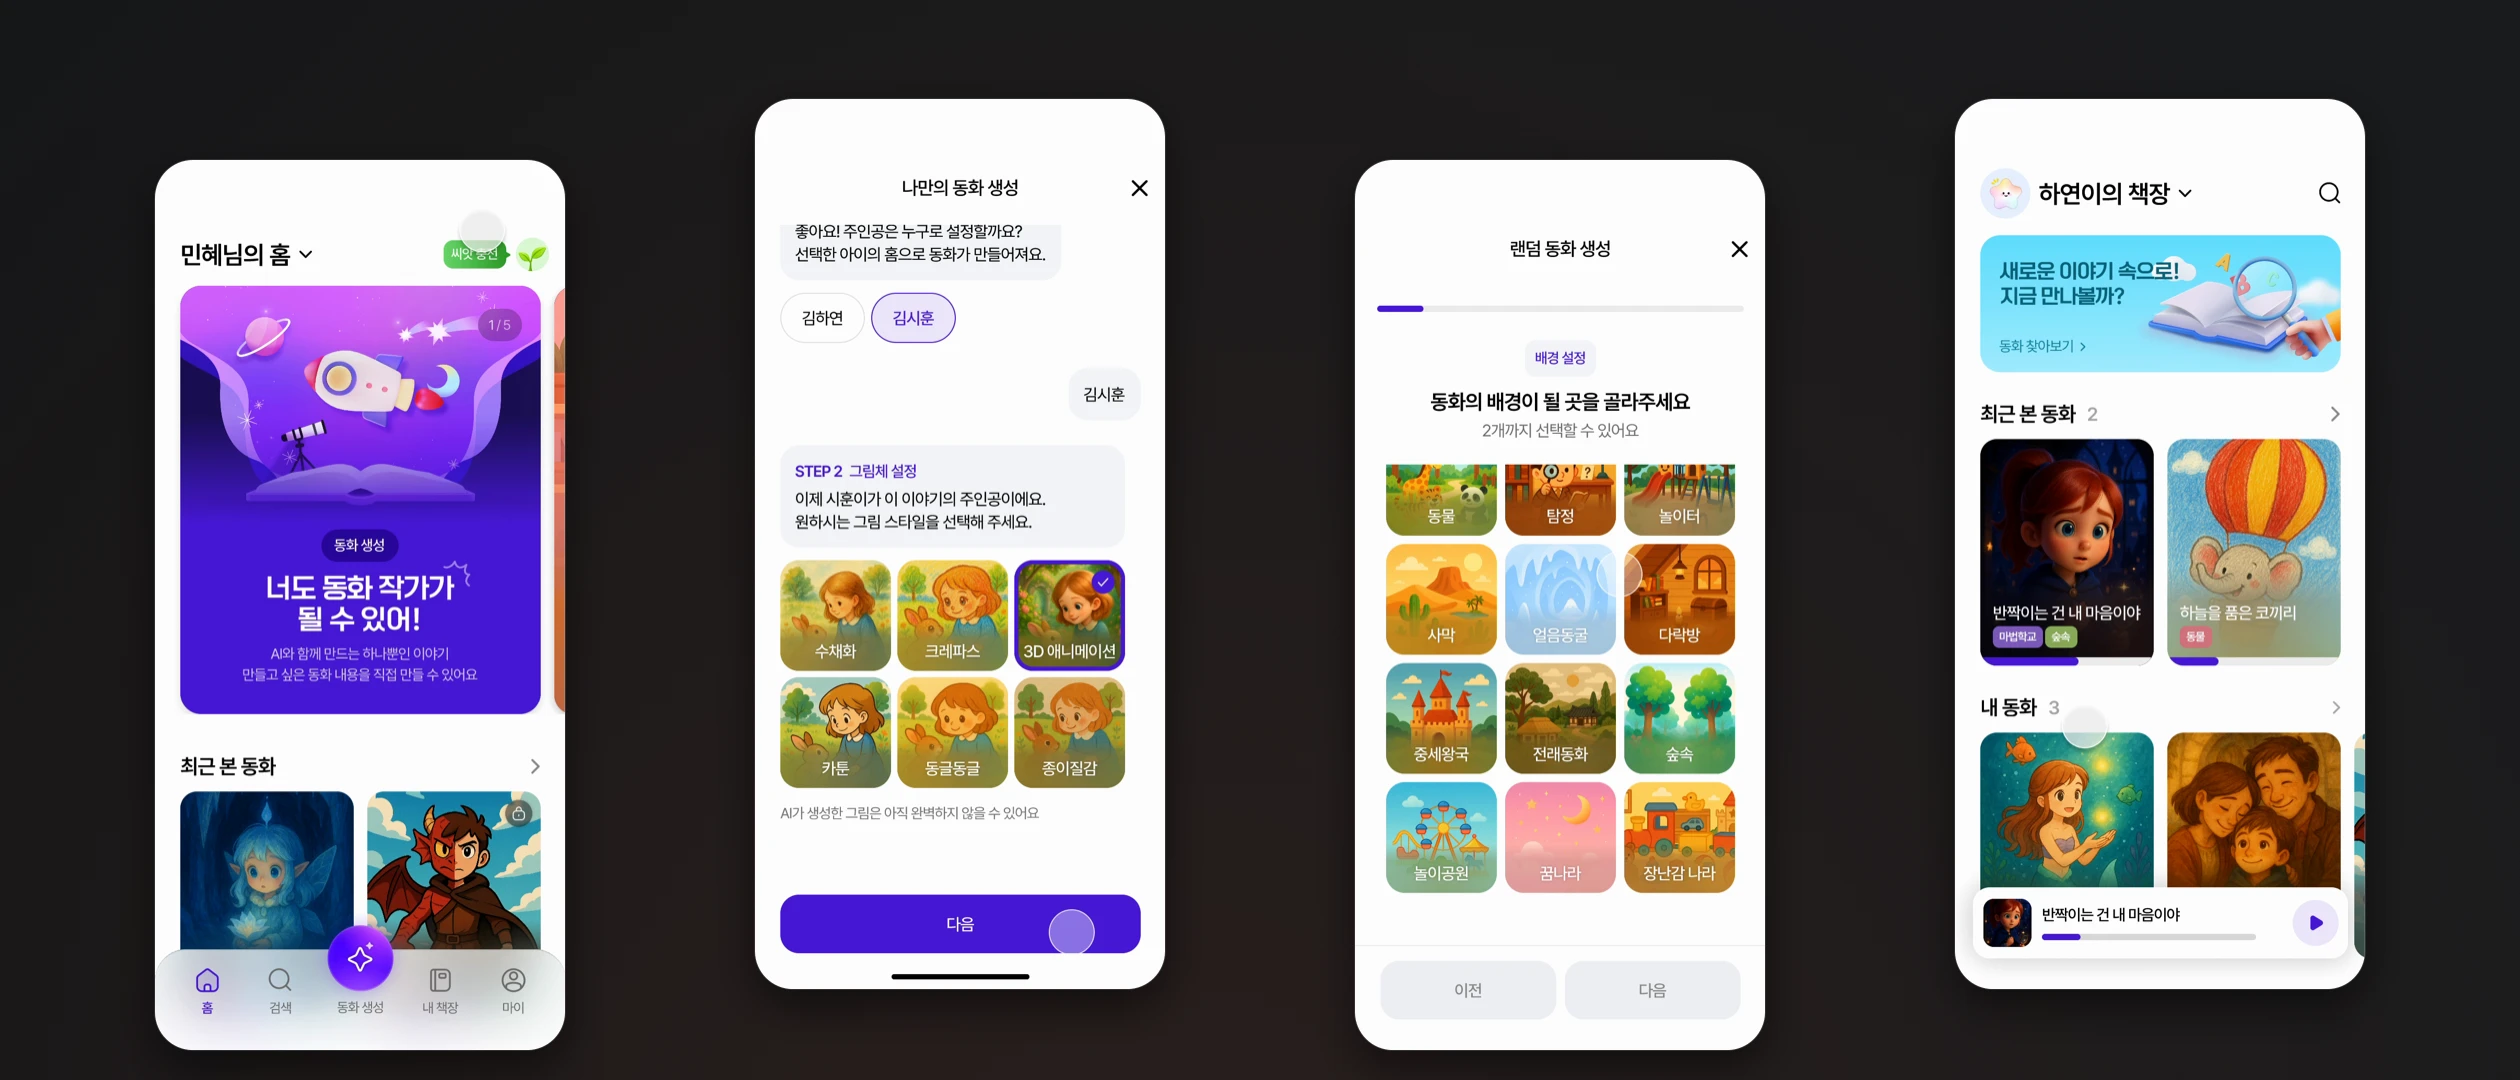 민혜님의 홈
씨앗 충전
1/5
동화 생성
너도 동화 작가가
될 수 있어!
AI와 함께 만드는 하나뿐인 이야기
만들고 싶은 동화 내용을 직접 만들 수 있어요
최근 본 동화
홈
검색
동화 생성
내 책장
마이
나만의 동화 생성
좋아요! 주인공은 누구로 설정할까요?
선택한 아이의 홈으로 동화가 만들어져요.
김하연
김시훈
김시훈
STEP 2 그림체 설정
이제 시훈이가 이 이야기의 주인공이에요.
원하시는 그림 스타일을 선택해 주세요.
수채화
크레파스
3D 애니메이션
카툰
동글동글
종이질감
AI가 생성한 그림은 아직 완벽하지 않을 수 있어요
다음
랜덤 동화 생성
배경 설정
동화의 배경이 될 곳을 골라주세요
2개까지 선택할 수 있어요
?
동물
탐정
놀이터
사막
얼음동굴
다락방
중세왕국
전래동화
숲속
놀이공원
꿈나라
장난감 나라
이전
다음
하연이의 책장
새로운 이야기 속으로!
지금 만나볼까?
A
B
C
동화 찾아보기
최근 본 동화 2
반짝이는 건 내 마음이야
마법학교
숲속
하늘을 품은 코끼리
동물
내 동화 3
반짝이는 건 내 마음이야